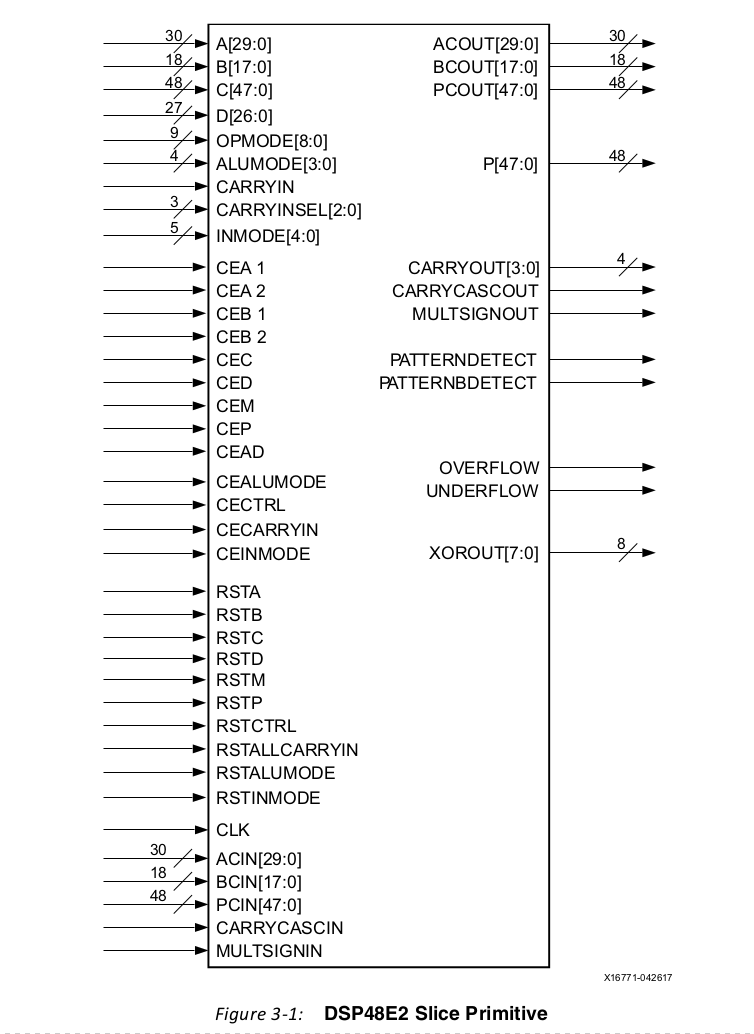 30 A[29:0] ACOUT[29:0] 30
18 B[17:0] BCOUT[17:0] 18
48 C[47:0] PCOUT[47:0] 48
27 D[26:0]
9 OPMODE[8:0]
4 ALUMODE[3:0] P[47:0] 48
CARRYIN
3 CARRYINSEL[2:0]
5 INMODE[4:0]
CEA 1 CARRYOUT[3:0] 4
CEA 2 CARRYCASCOUT
CEB 1 MULTSIGNOUT
CEB 2
CEC PATTERNDETECT
CED PATTERNBDETECT
CEM
CEP
CEAD
OVERFLOW
CEALUMODE
UNDERFLOW
CECTRL
CECARRYIN
CEINMODE XOROUT[7:0] 8
RSTA
RSTB
RSTC
RSTD
RSTM
RSTP
RSTCTRL
RSTALLCARRYIN
RSTALUMODE
RSTINMODE
CLK
30 ACIN[29:0]
18 BCIN[17:0]
48 PCIN[47:0]
CARRYCASCIN
MULTSIGNIN
X16771-042617
Figure 3-1: DSP48E2 Slice Primitive